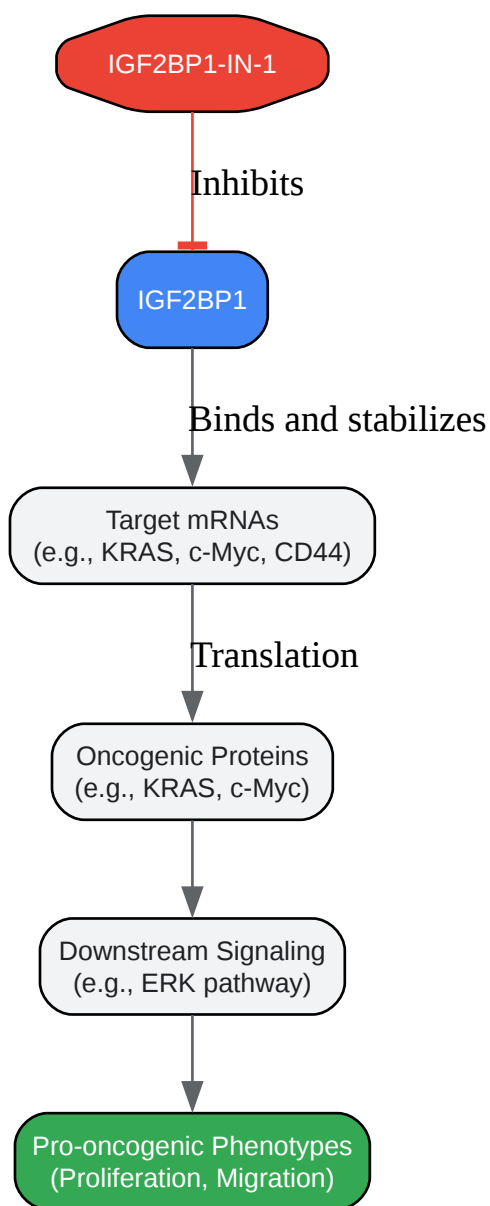 IGF2BP1-IN-1
Inhibits
IGF2BP1
Binds and stabilizes
Target mRNAs
(e.g., KRAS, c-Myc, CD44)
Translation
Oncogenic Proteins
(e.g., KRAS, c-Myc)
Downstream Signaling
(e.g., ERK pathway)
Pro-oncogenic Phenotypes
(Proliferation, Migration)